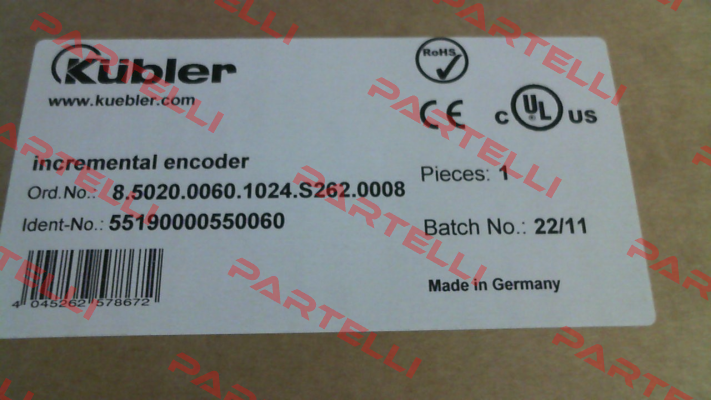 Kübler
www.kuebler.com
RoHS
CE
c UL US
incremental encoder
Ord.No.: 8.5020.0060.1024.S262.0008
Ident-No.: 55190000550060
Pieces: 1
Batch No.: 22/11
Made in Germany
4 045262 578672
PARTELLI
PARTELLI
PARTELLI
PARTELLI
PARTELLI
PARTELLI
PARTELLI
PARTELLI
PARTELLI